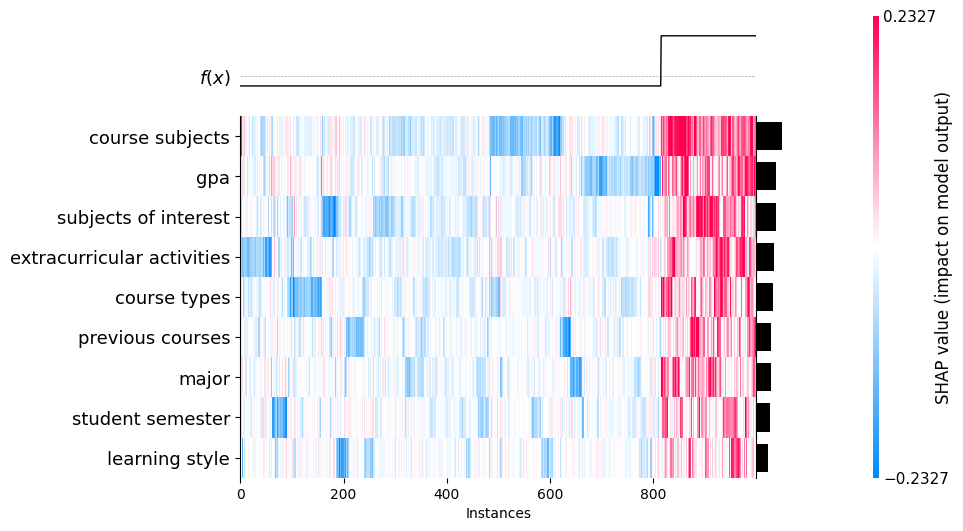 0.2327
f(x)
course subjects
gpa
subjects of interest
extracurricular activities
course types
previous courses
major
student semester
learning style
SHAP value (impact on model output)
−0.2327
0 200 400 600 800
Instances